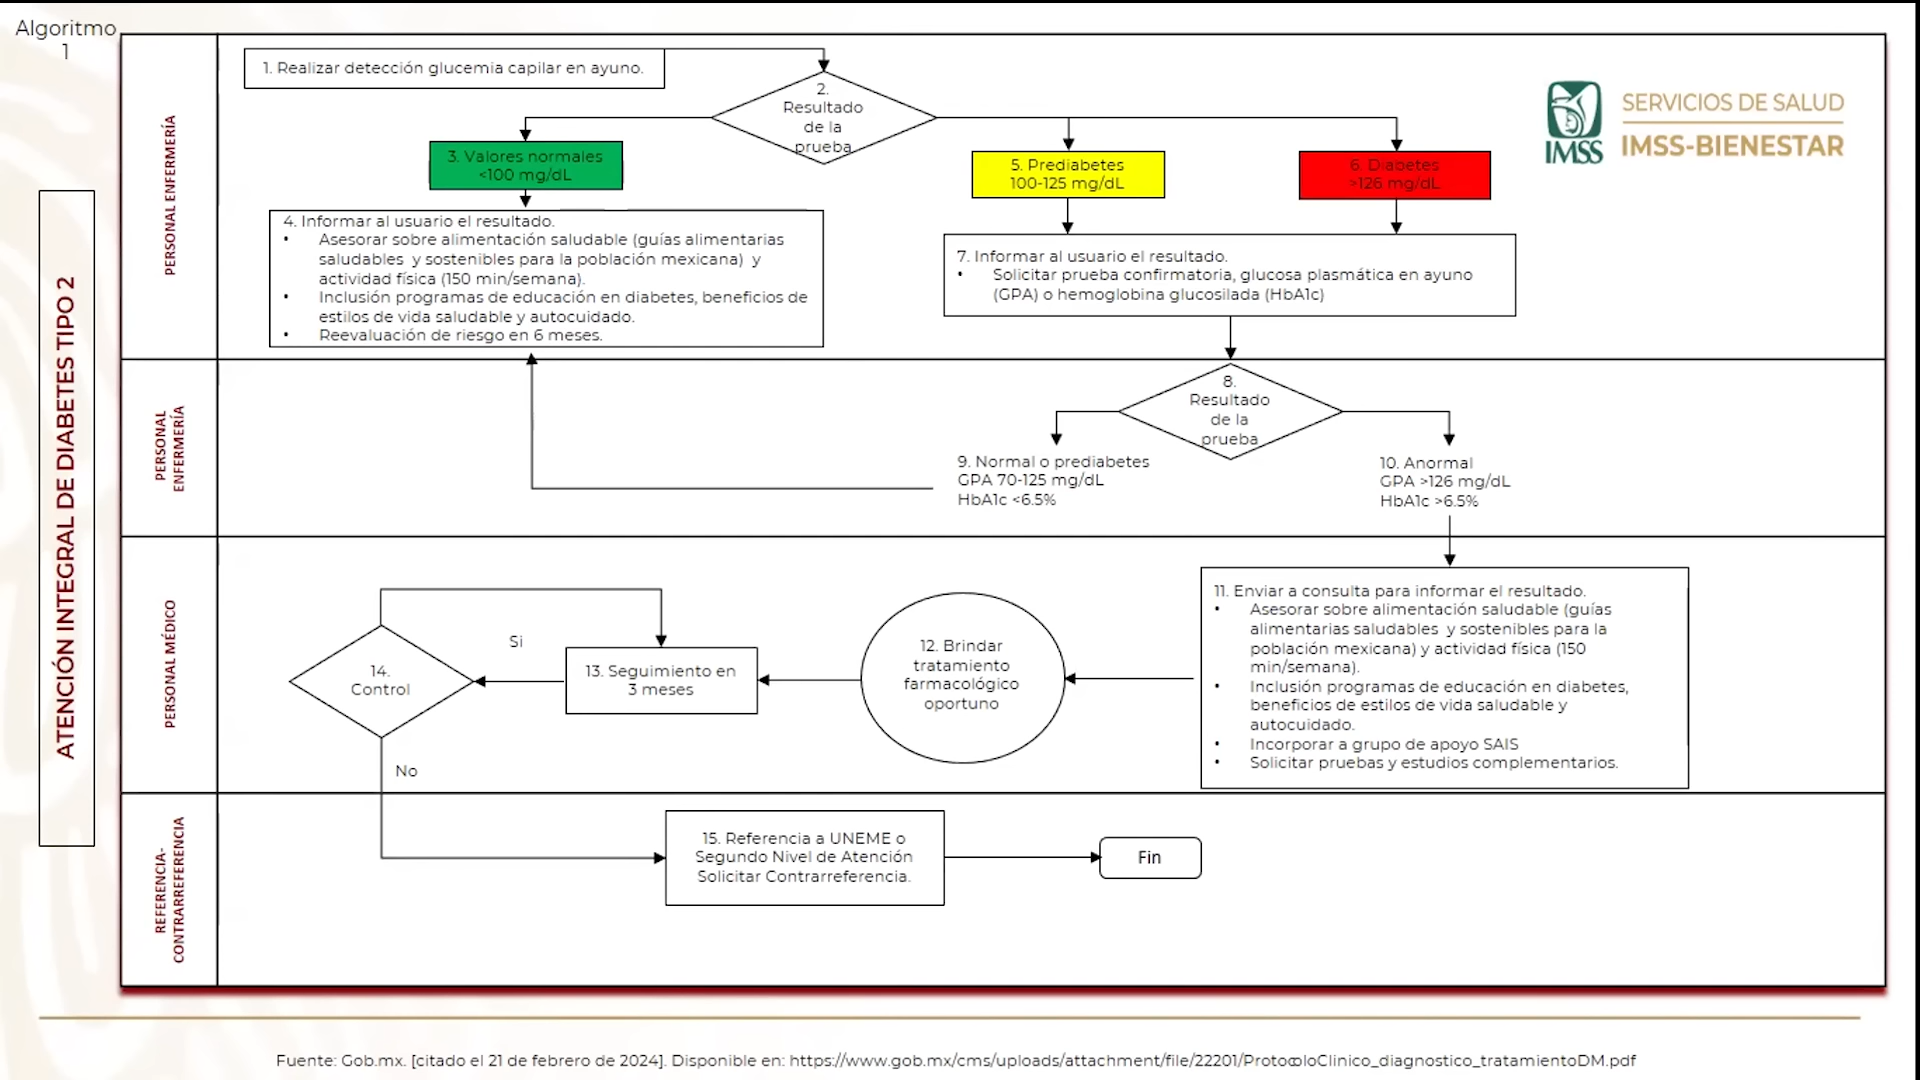 Algoritmo
1
ATENCIÓN INTEGRAL DE DIABETES TIPO 2
PERSONAL ENFERMERÍA
1. Realizar detección glucemia capilar en ayuno.
2.
Resultado
de la
prueba
SERVICIOS DE SALUD
IMSS-BIENESTAR
IMSS
3. Valores normales
<100 mg/dL
5. Prediabetes
100-125 mg/dL
6. Diabetes
>126 mg/dL
4. Informar al usuario el resultado.
• Asesorar sobre alimentación saludable (guías alimentarias
saludables y sostenibles para la población mexicana) y
actividad física (150 min/semana).
• Inclusión programas de educación en diabetes, beneficios de
estilos de vida saludable y autocuidado.
• Reevaluación de riesgo en 6 meses.
7. Informar al usuario el resultado.
• Solicitar prueba confirmatoria, glucosa plasmática en ayuno
(GPA) o hemoglobina glucosilada (HbA1c)
PERSONAL
ENFERMERÍA
8.
Resultado
de la
prueba
9. Normal o prediabetes
GPA 70-125 mg/dL
HbA1c <6.5%
10. Anormal
GPA >126 mg/dL
HbA1c >6.5%
PERSONAL MÉDICO
11. Enviar a consulta para informar el resultado.
• Asesorar sobre alimentación saludable (guías
alimentarias saludables y sostenibles para la
población mexicana) y actividad física (150
min/semana).
• Inclusión programas de educación en diabetes,
beneficios de estilos de vida saludable y
autocuidado.
• Incorporar a grupo de apoyo SAIS
• Solicitar pruebas y estudios complementarios.
12. Brindar
tratamiento
farmacológico
oportuno
13. Seguimiento en
3 meses
Si
14.
Control
No
REFERENCIA-
CONTRARREFERENCIA
15. Referencia a UNEME o
Segundo Nivel de Atención
Solicitar Contrarreferencia.
Fin
Fuente: Gob.mx. [citado el 21 de febrero de 2024]. Disponible en: https://www.gob.mx/cms/uploads/attachment/file/22201/ProtocoloClinico_diagnostico_tratamientoDM.pdf